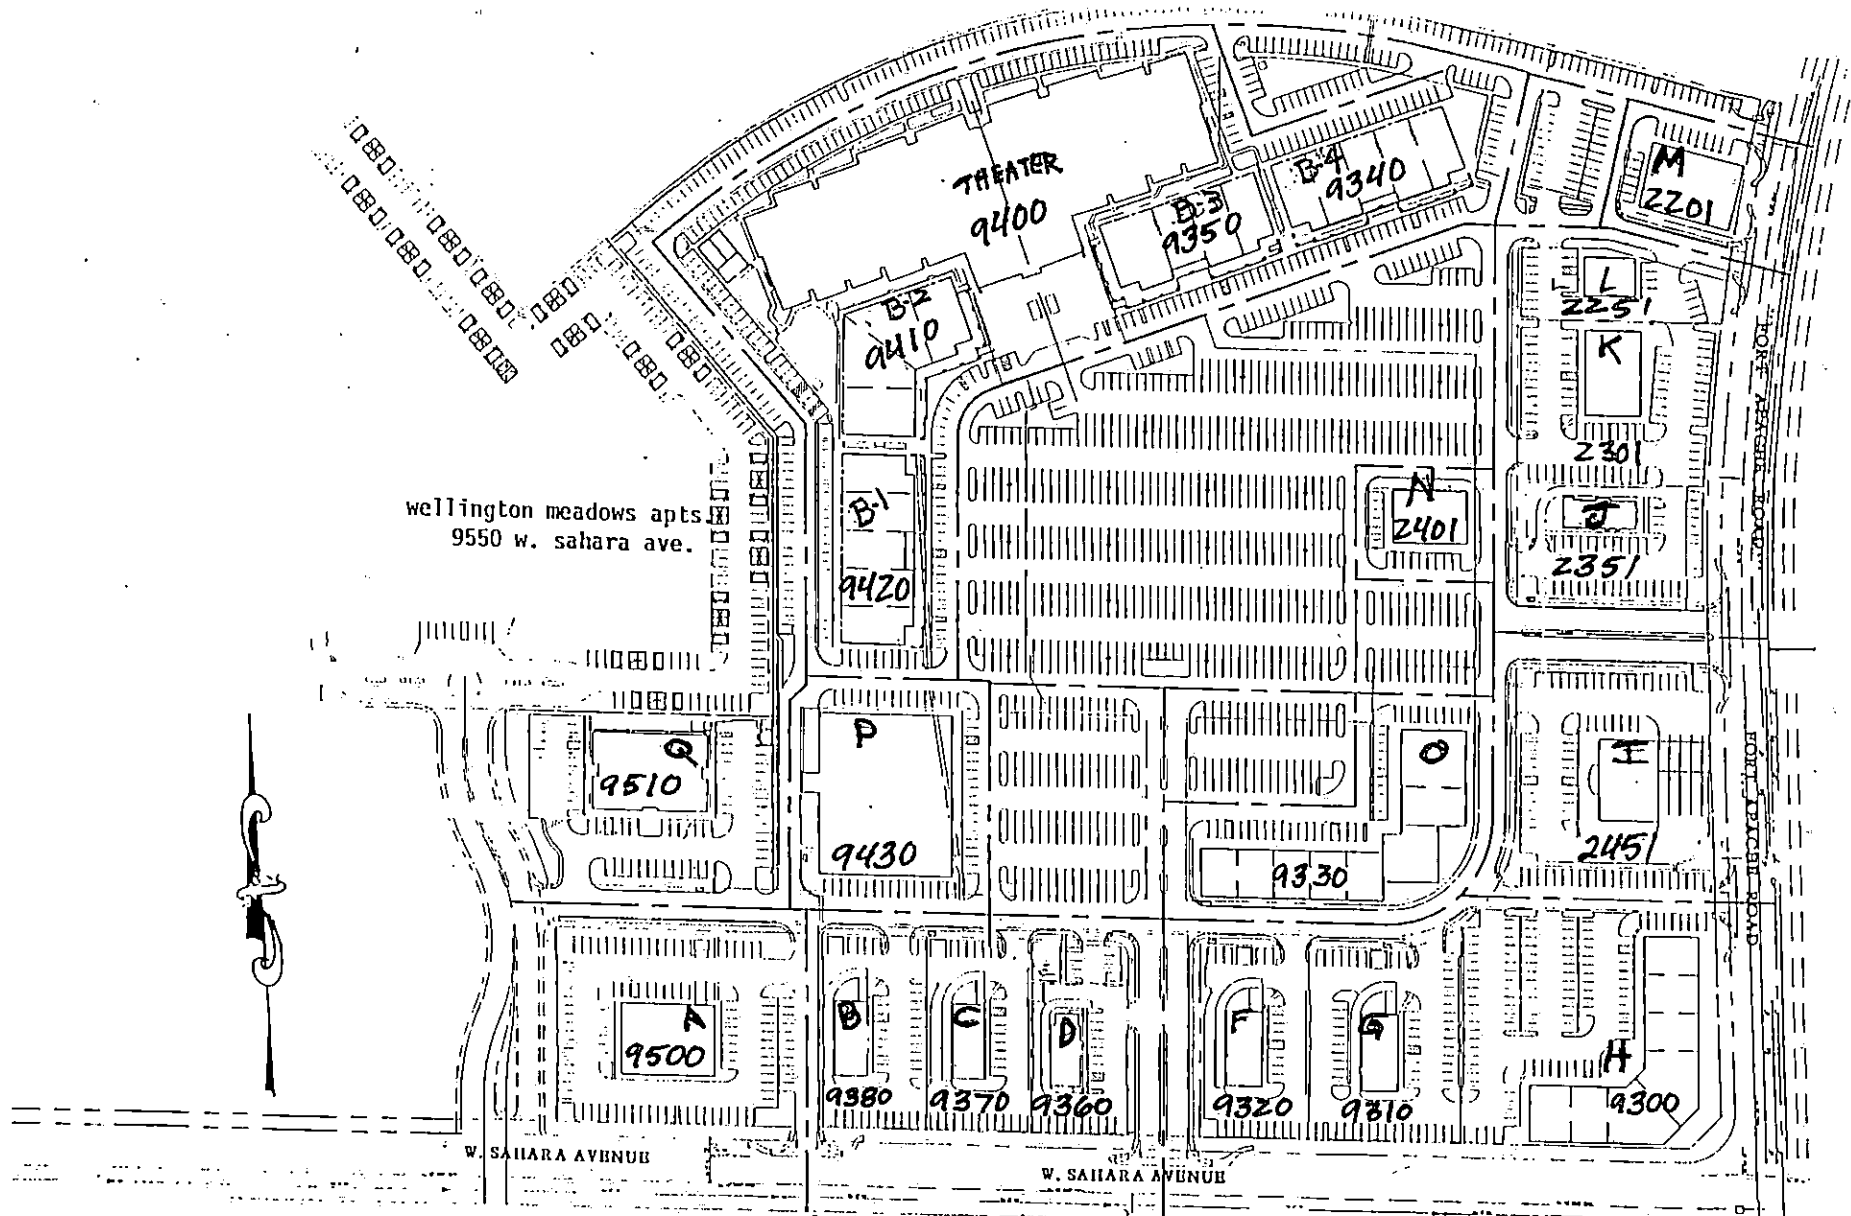 THEATER
9400
B-4
9340
M
2201
B-3
9350
L
2251
B-2
9410
K
2301
FORT APACHE ROAD
wellington meadows apts.
9550 w. sahara ave.
B-1
9420
N
2401
J
2351
Q
9510
P
9430
O
9330
I
2451
FORT APACHE ROAD
A
9500
B
9380
C
9370
D
9360
F
9320
G
9310
H
9300
W. SAHARA AVENUE
W. SAHARA AVENUE